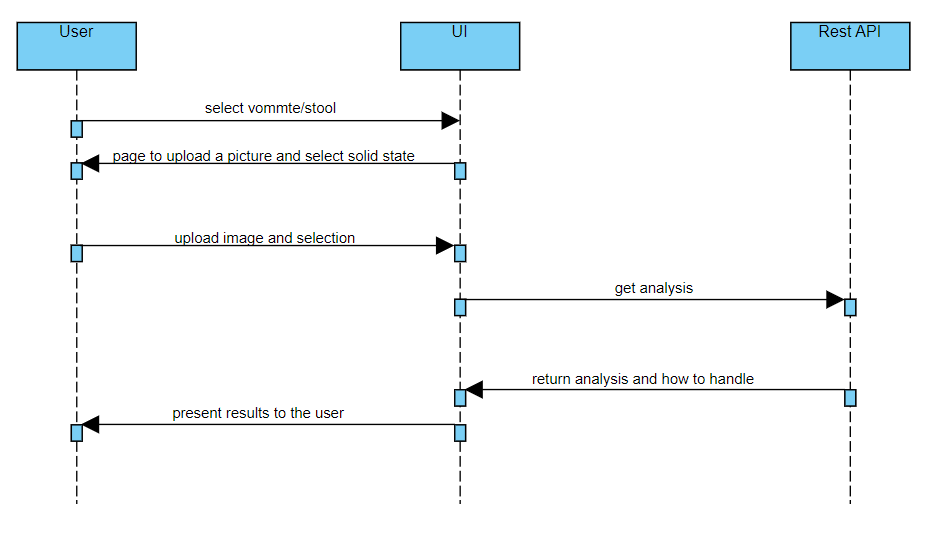 User
UI
Rest API
select vommte/stool
page to upload a picture and select solid state
upload image and selection
get analysis
return analysis and how to handle
present results to the user